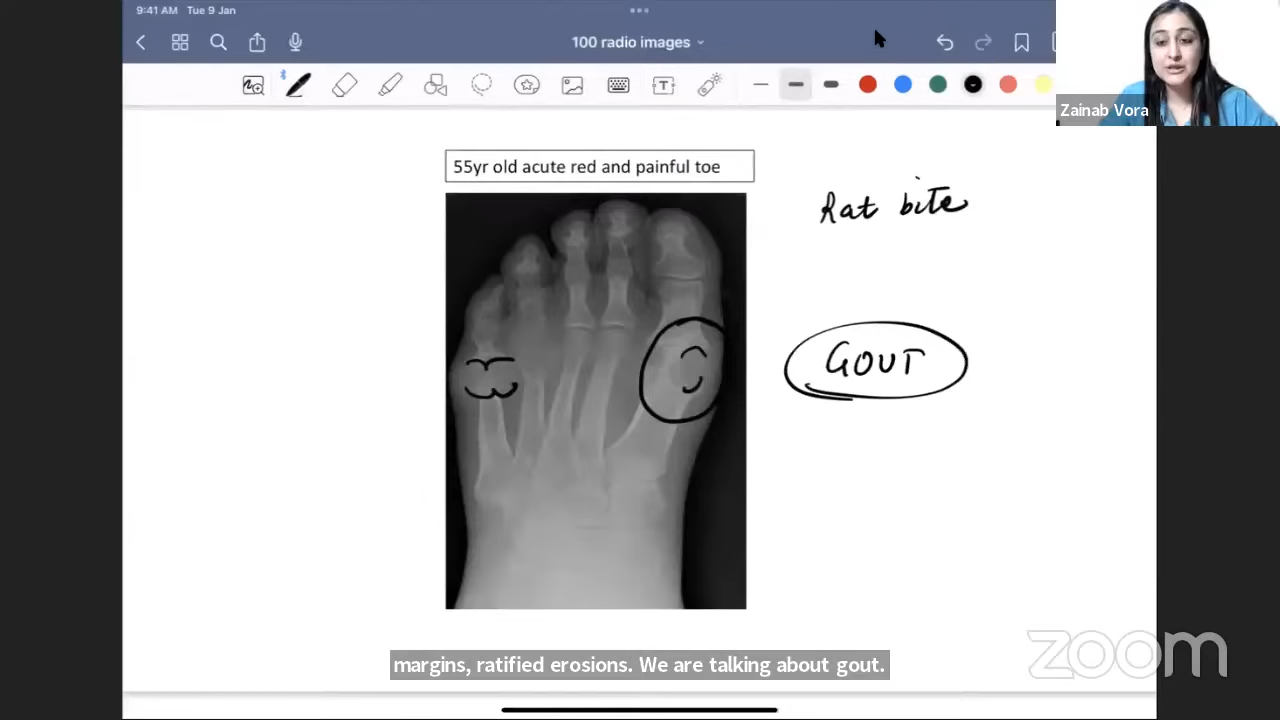 9:41 AM Tue 9 Jan
100 radio images
Zainab Vora
55yr old acute red and painful toe
Rat bite
GOUT
zoom
margins, ratified erosions. We are talking about gout.